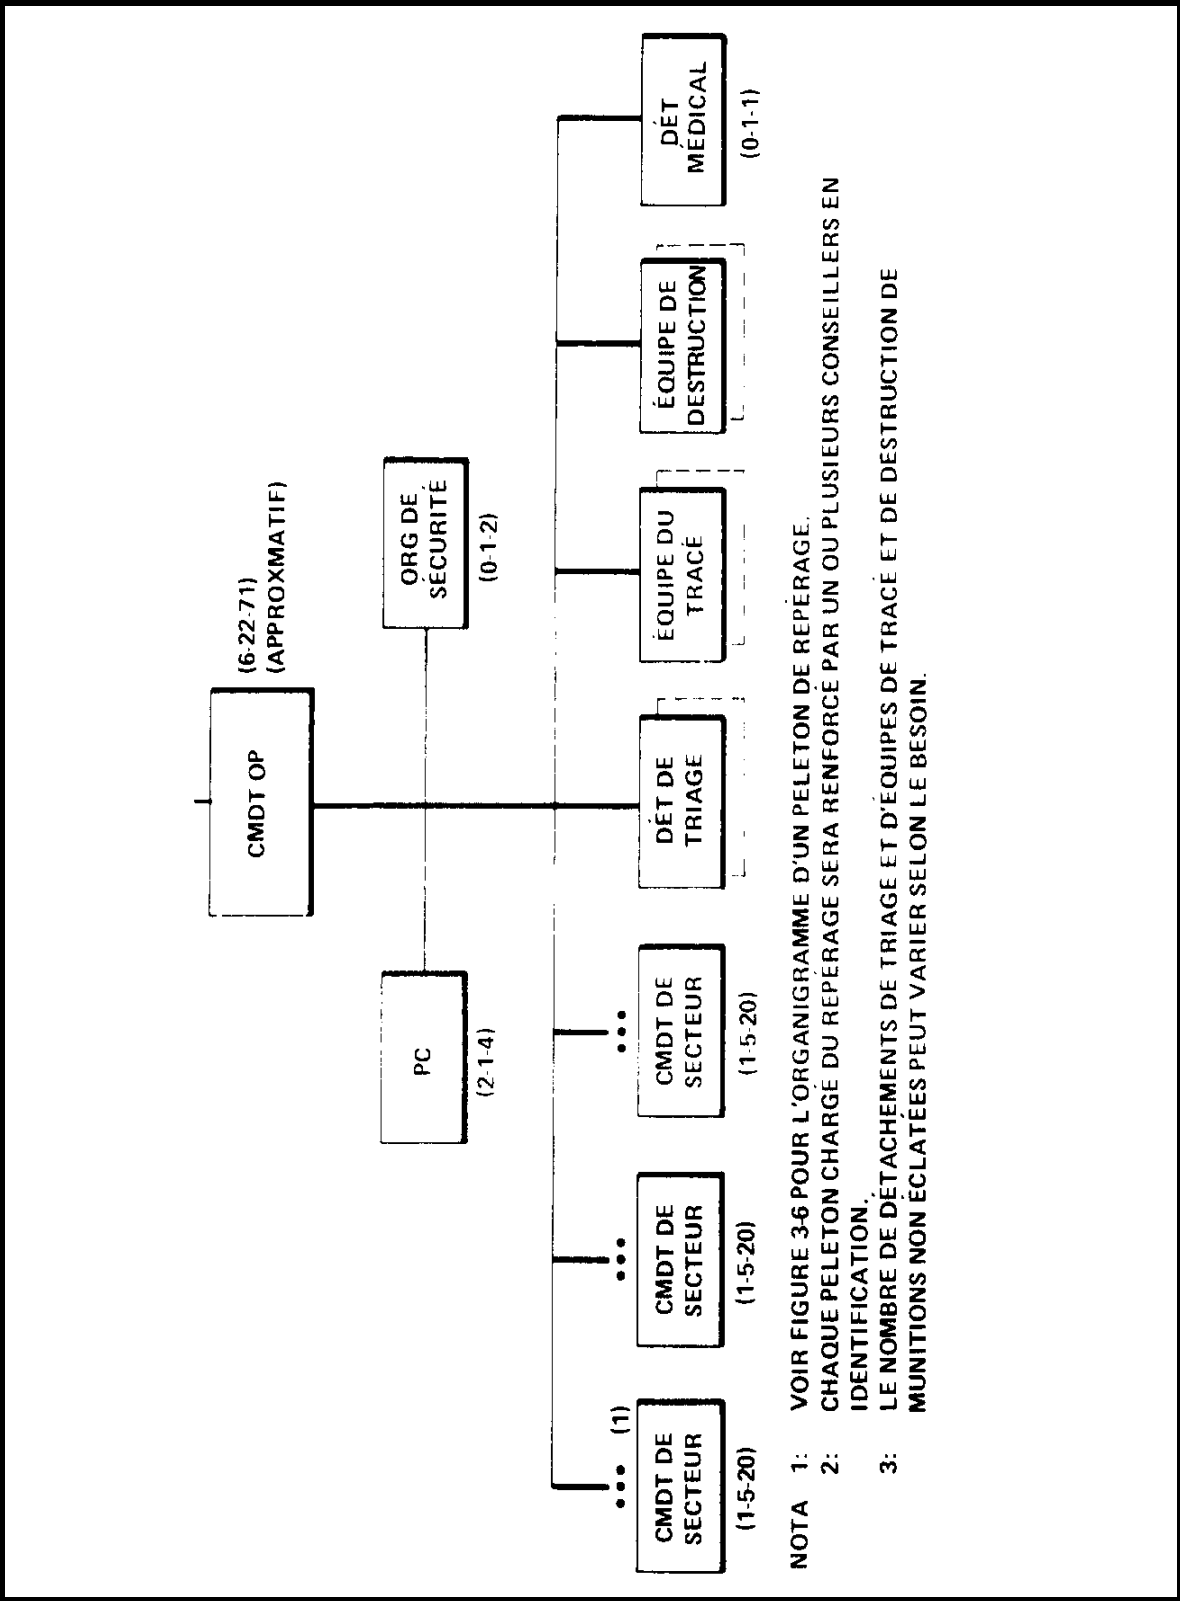 (6-22-71)
(APPROXMATIF)
CMDT OP
PC
(2-1-4)
ORG DE
SÉCURITÉ
(0-1-2)
(1)
CMDT DE
SECTEUR
(1-5-20)
CMDT DE
SECTEUR
(1-5-20)
CMDT DE
SECTEUR
(1-5-20)
DÉT DE
TRIAGE
ÉQUIPE DU
TRACÉ
ÉQUIPE DE
DESTRUCTION
DÉT
MÉDICAL
(0-1-1)
NOTA 1: VOIR FIGURE 3-6 POUR L'ORGANIGRAMME D'UN PELETON DE REPÉRAGE.
2: CHAQUE PELETON CHARGÉ DU REPÉRAGE SERA RENFORCÉ PAR UN OU PLUSIEURS CONSEILLERS EN
IDENTIFICATION.
3: LE NOMBRE DE DÉTACHEMENTS DE TRIAGE ET D'ÉQUIPES DE TRACÉ ET DE DESTRUCTION DE
MUNITIONS NON ÉCLATÉES PEUT VARIER SELON LE BESOIN.